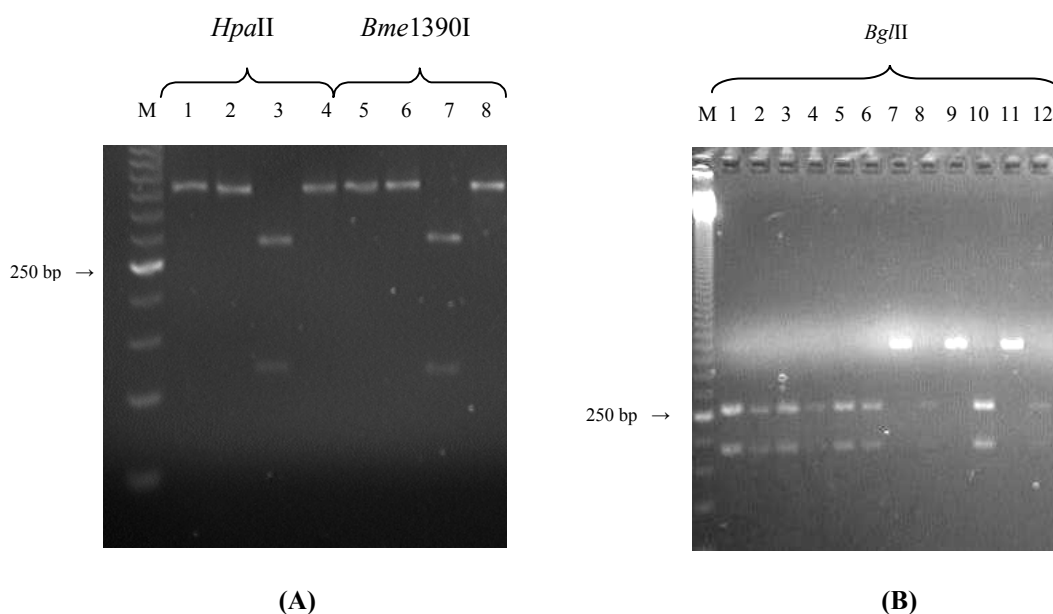 HpaII Bme1390I
M 1 2 3 4 5 6 7 8
250 bp →
(A)
BglII
M 1 2 3 4 5 6 7 8 9 10 11 12
250 bp →
(B)